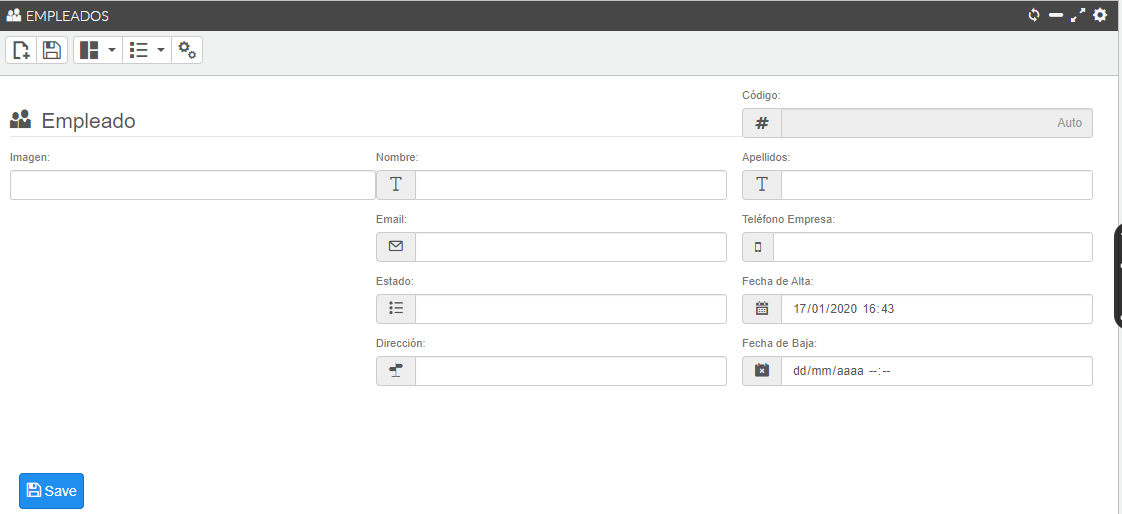 EMPLEADOS
Código:
Empleado
# Auto
Imagen: Nombre: Apellidos:
Email: Teléfono Empresa:
Estado: Fecha de Alta:
17/01/2020 16:43
Dirección: Fecha de Baja:
dd/mm/aaaa --:--
Save